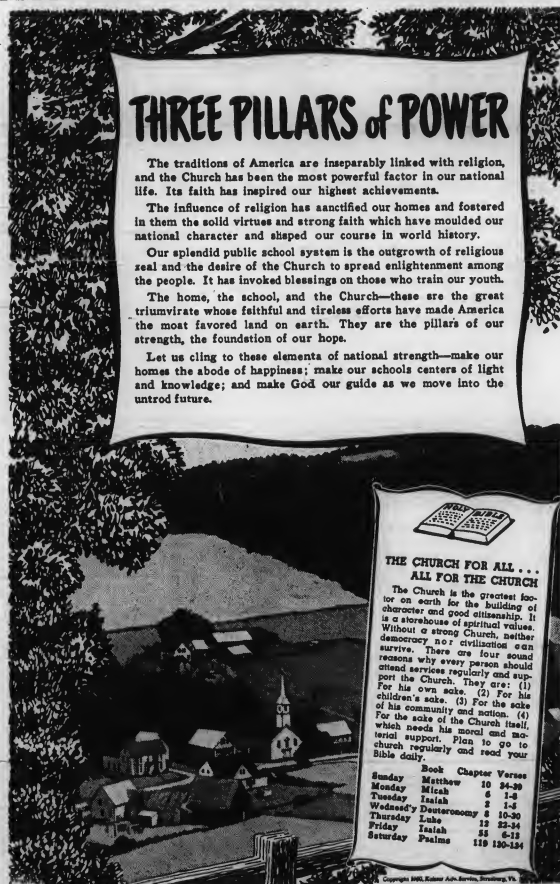 THREE PILLARS of POWER
The traditions of America are inseparably linked with religion,
and the Church has been the most powerful factor in our national
life. Its faith has inspired our highest achievements.
The influence of religion has sanctified our homes and fostered
in them the solid virtues and strong faith which have moulded our
national character and shaped our course in world history.
Our splendid public school system is the outgrowth of religious
zeal and the desire of the Church to spread enlightenment among
the people. It has invoked blessings on those who train our youth.
The home, the school, and the Church—these are the great
triumvirate whose faithful and tireless efforts have made America
the most favored land on earth. They are the pillars of our
strength, the foundation of our hope.
Let us cling to these elements of national strength—make our
homes the abode of happiness; make our schools centers of light
and knowledge; and make God our guide as we move into the
untrod future.
HOLY BIBLE
THE CHURCH FOR ALL . . .
ALL FOR THE CHURCH
The Church is the greatest fac-
tor on earth for the building of
character and good citizenship. It
is a storehouse of spiritual values.
Without a strong Church, neither
democracy nor civilization can
survive. There are four sound
reasons why every person should
attend services regularly and sup-
port the Church. They are: (1)
For his own sake. (2) For his
children's sake. (3) For the sake
of his community and nation. (4)
For the sake of the Church itself,
which needs his moral and ma-
terial support. Plan to go to
church regularly and read your
Bible daily.
Book Chapter Verses
Sunday Matthew 10 34-39
Monday Micah 6 1-8
Tuesday Isaiah 2 1-5
Wednesd'y Deuteronomy 8 10-20
Thursday Luke 22-34
Friday Isaiah 55 6-13
Saturday Psalms 119 130-134
Copyright 1950, Keister Adv. Service, Strasburg, Va.